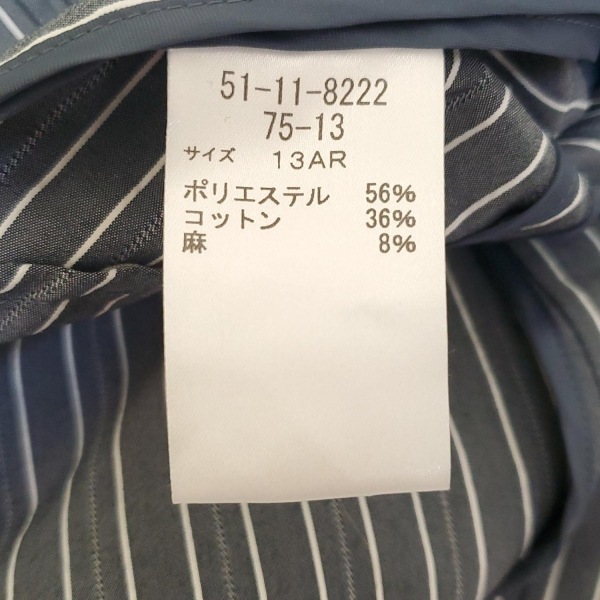 51-11-8222
75-13
サイズ 13AR
ポリエステル 56%
コットン 36%
麻 8%